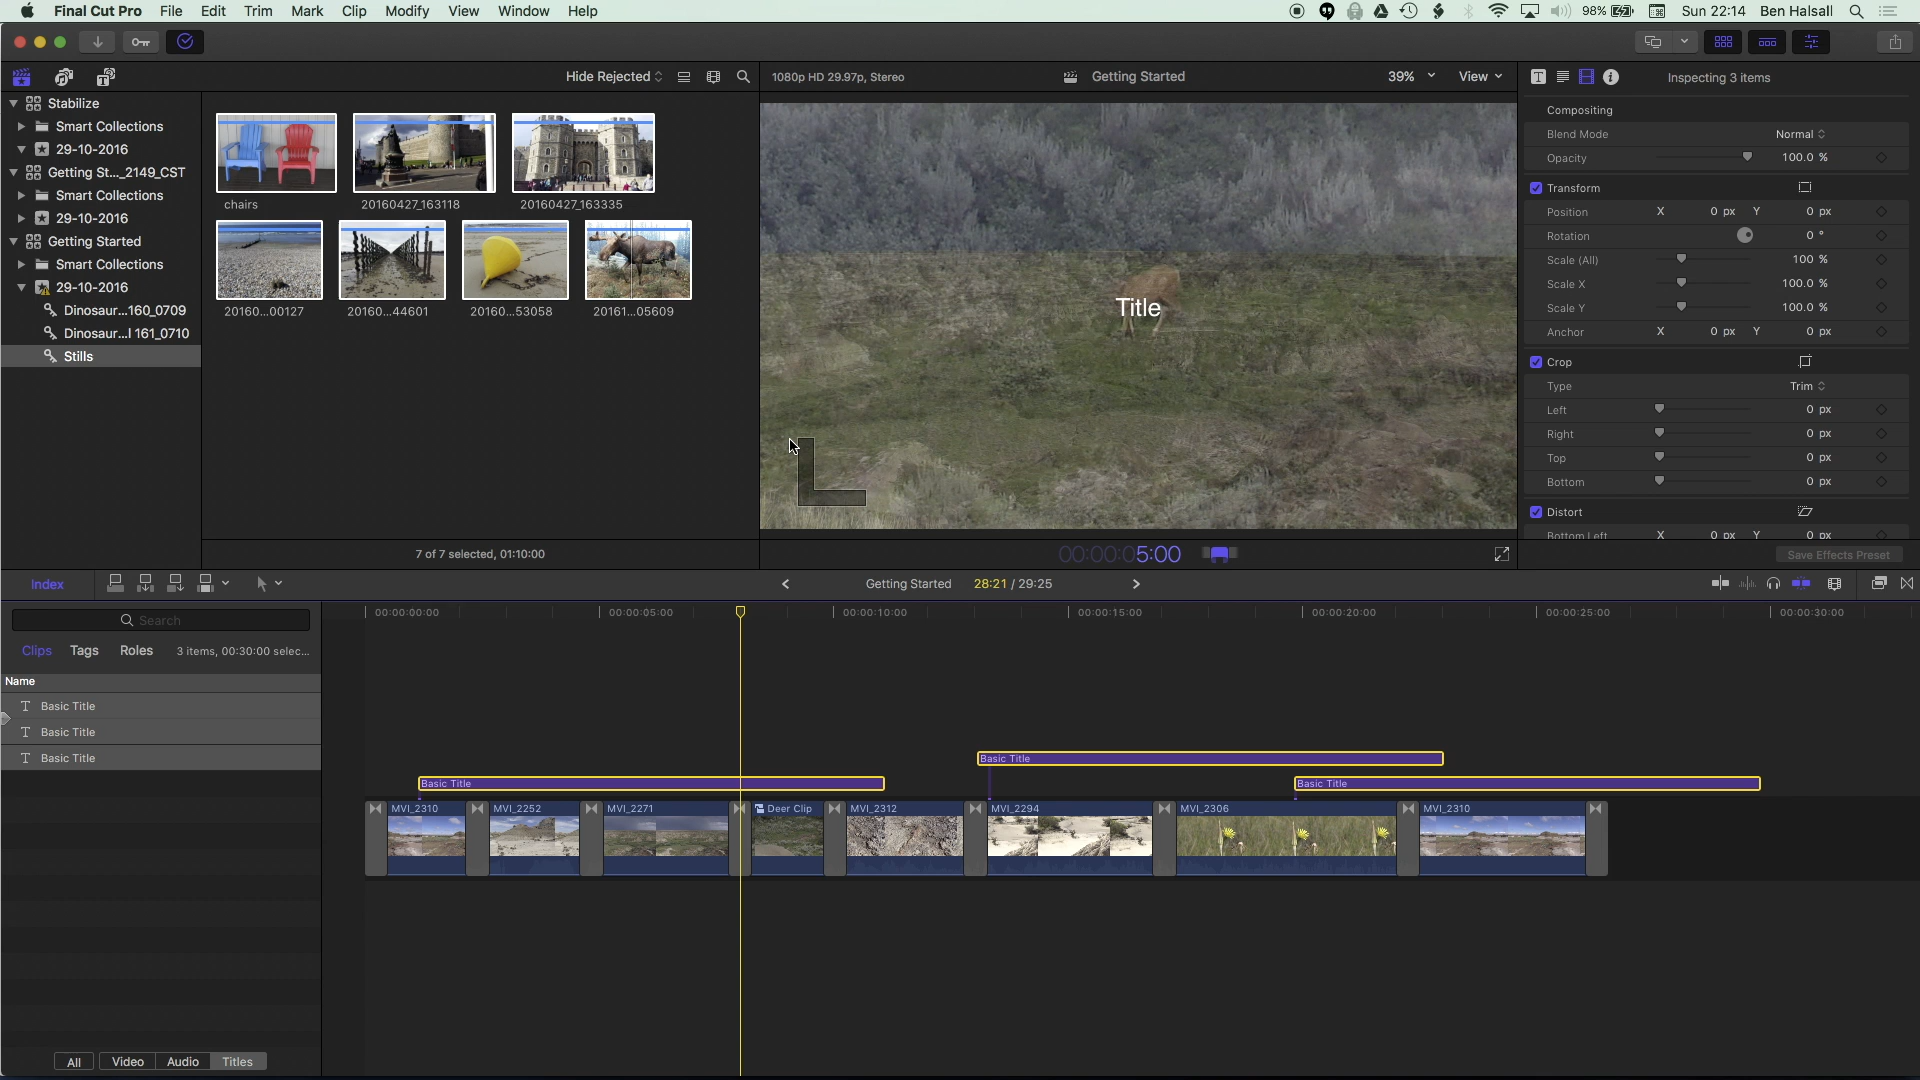 Final Cut Pro File Edit Trim Mark Clip Modify View Window Help 98% Sun 22:14 Ben Halsall
Hide Rejected 1080p HD 29.97p, Stereo Getting Started 39% View Inspecting 3 items
Stabilize
Smart Collections
29-10-2016
Getting St..._2149_CST
Smart Collections
29-10-2016
Getting Started
Smart Collections
29-10-2016
Dinosaur...160_0709
Dinosaur...l 161_0710
Stills
chairs 20160427_163118 20160427_163335
20160...00127 20160...44601 20160...53058 20161...05609
7 of 7 selected, 01:10:00
Title
00:00:05:00
Compositing
Blend Mode Normal
Opacity 100.0 %
Transform
Position X 0 px Y 0 px
Rotation 0 °
Scale (All) 100 %
Scale X 100.0 %
Scale Y 100.0 %
Anchor X 0 px Y 0 px
Crop
Type Trim
Left 0 px
Right 0 px
Top 0 px
Bottom 0 px
Distort
Bottom Left X 0 px Y 0 px
Save Effects Preset
Index Getting Started 28:21 / 29:25
Search
Clips Tags Roles 3 items, 00:30:00 selec...
Name
T Basic Title
T Basic Title
T Basic Title
All Video Audio Titles
00:00:00:00 00:00:05:00 00:00:10:00 00:00:15:00 00:00:20:00 00:00:25:00 00:00:30:00
Basic Title
Basic Title Basic Title
MVI_2310 MVI_2252 MVI_2271 Deer Clip MVI_2312 MVI_2294 MVI_2306 MVI_2310